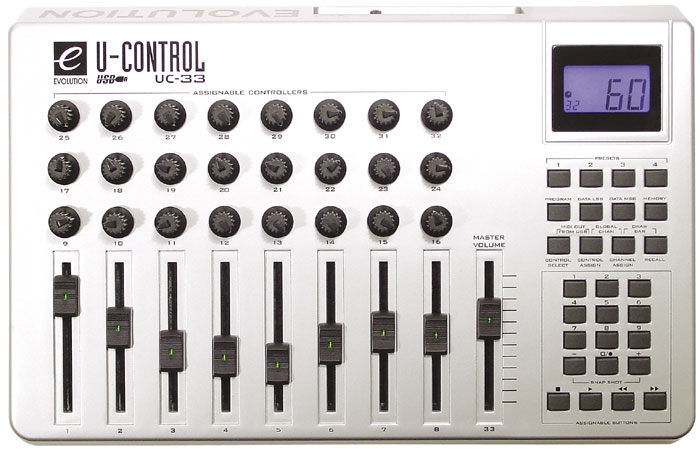 EVOLUTION
e
EVOLUTION
U-CONTROL
USB
UC-33
ASSIGNABLE CONTROLLERS
25 26 27 28 29 30 31 32
17 18 19 20 21 22 23 24
9 10 11 12 13 14 15 16
MASTER
VOLUME
1 2 3 4 5 6 7 8 33
60
32
PRESETS
1 2 3 4
PROGRAM DATA LSB DATA MSB MEMORY
MIDI OUT GLOBAL CHAN
FROM USB CHAN
CONTROL CONTROL CHANNEL RECALL
SELECT ASSIGN ASSIGN
1 2 3
4 5 6
7 8 9
- +
SNAP SHOT
ASSIGNABLE BUTTONS